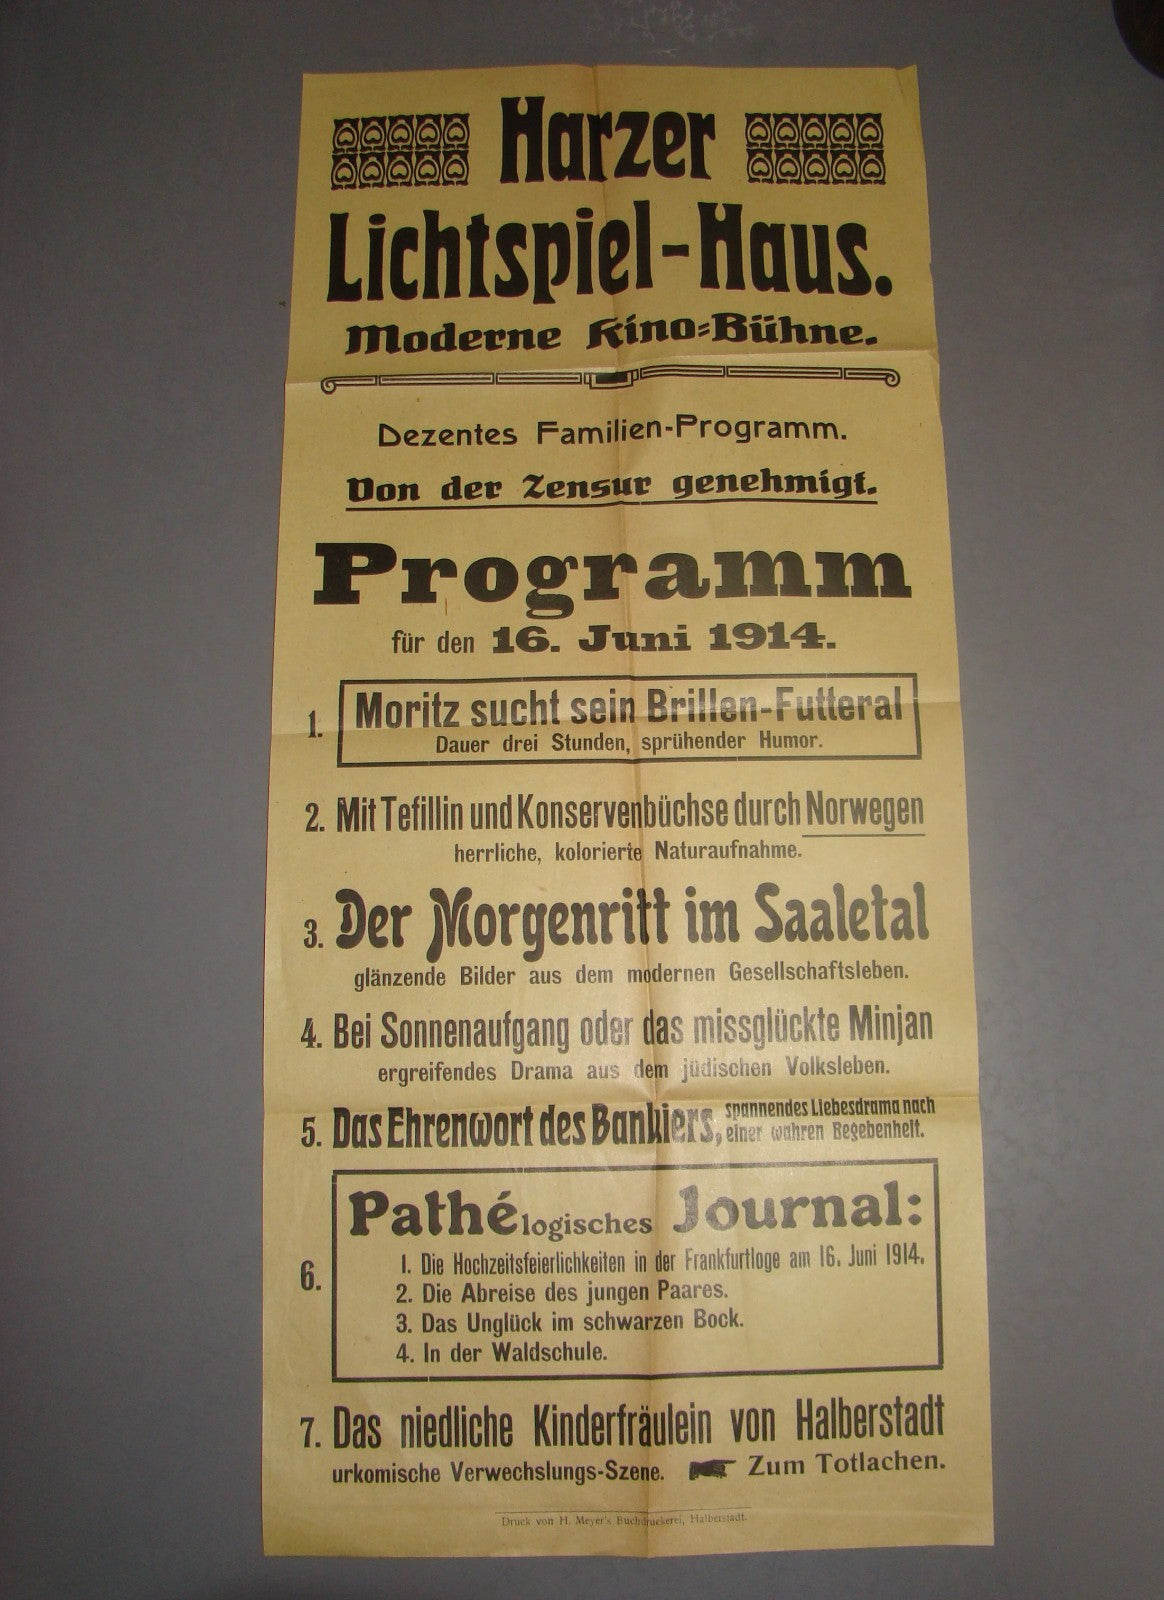 Harzer
Lichtspiel-Haus.
Moderne Kino=Bühne.
Dezentes Familien-Programm.
Von der Zensur genehmigt.
Programm
für den 16. Juni 1914.
1. Moritz sucht sein Brillen-Futteral
Dauer drei Stunden, sprühender Humor.
2. Mit Tefillin und Konservenbüchse durch Norwegen
herrliche, kolorierte Naturaufnahme.
3. Der Morgenritt im Saaletal
glänzende Bilder aus dem modernen Gesellschaftsleben.
4. Bei Sonnenaufgang oder das missglückte Minjan
ergreifendes Drama aus dem jüdischen Volksleben.
5. Das Ehrenwort des Bankiers, spannendes Liebesdrama nach
einer wahren Begebenheit.
6. Pathélogisches Journal:
1. Die Hochzeitsfeierlichkeiten in der Frankfurtloge am 16. Juni 1914.
2. Die Abreise des jungen Paares.
3. Das Unglück im schwarzen Bock.
4. In der Waldschule.
7. Das niedliche Kinderfräulein von Halberstadt
urkomische Verwechslungs-Szene. Zum Totlachen.
Druck von H. Meyer's Buchdruckerei, Halberstadt.